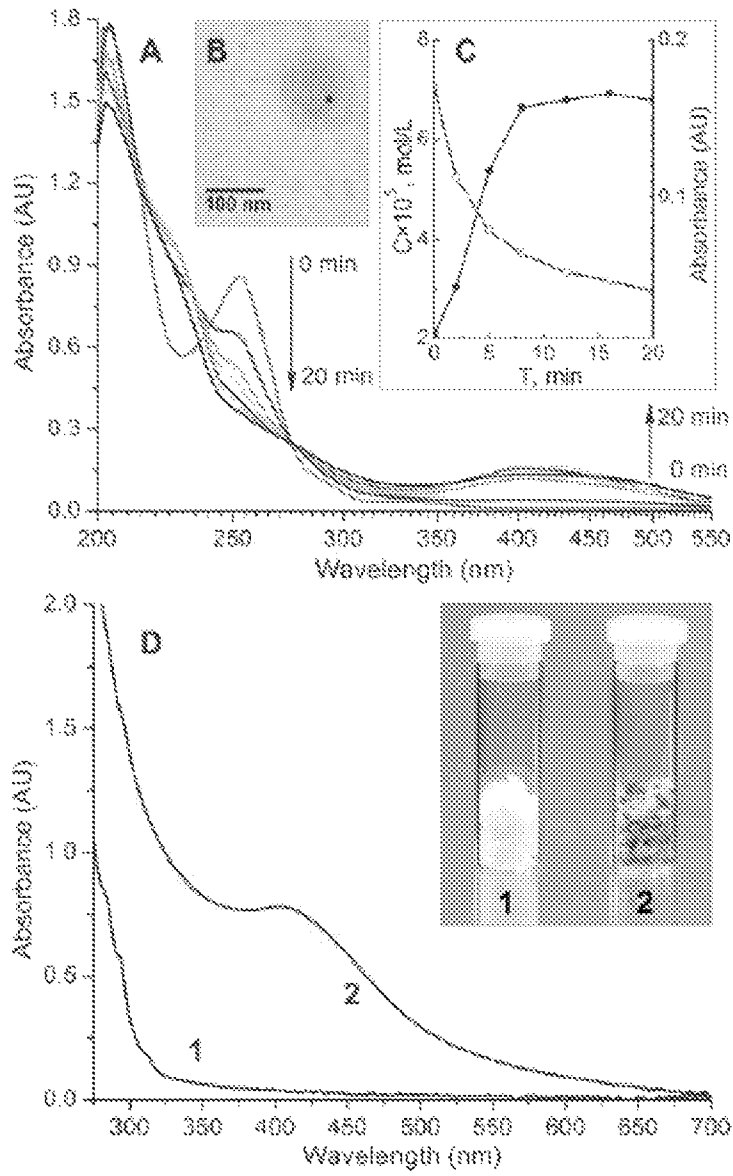 A
B
C
100 nm
0 min
20 min
20 min
0 min
Absorbance (AU)
0.0
0.3
0.6
0.9
1.2
1.5
1.8
200
250
300
350
400
450
500
550
Wavelength (nm)
C×10⁵, mol/L
8
6
4
2
0
5
10
15
20
T, min
Absorbance (AU)
0.2
0.1
D
1
2
1
2
Absorbance (AU)
2.0
1.5
1.0
0.5
0.0
300
350
400
450
500
550
600
650
700
Wavelength (nm)